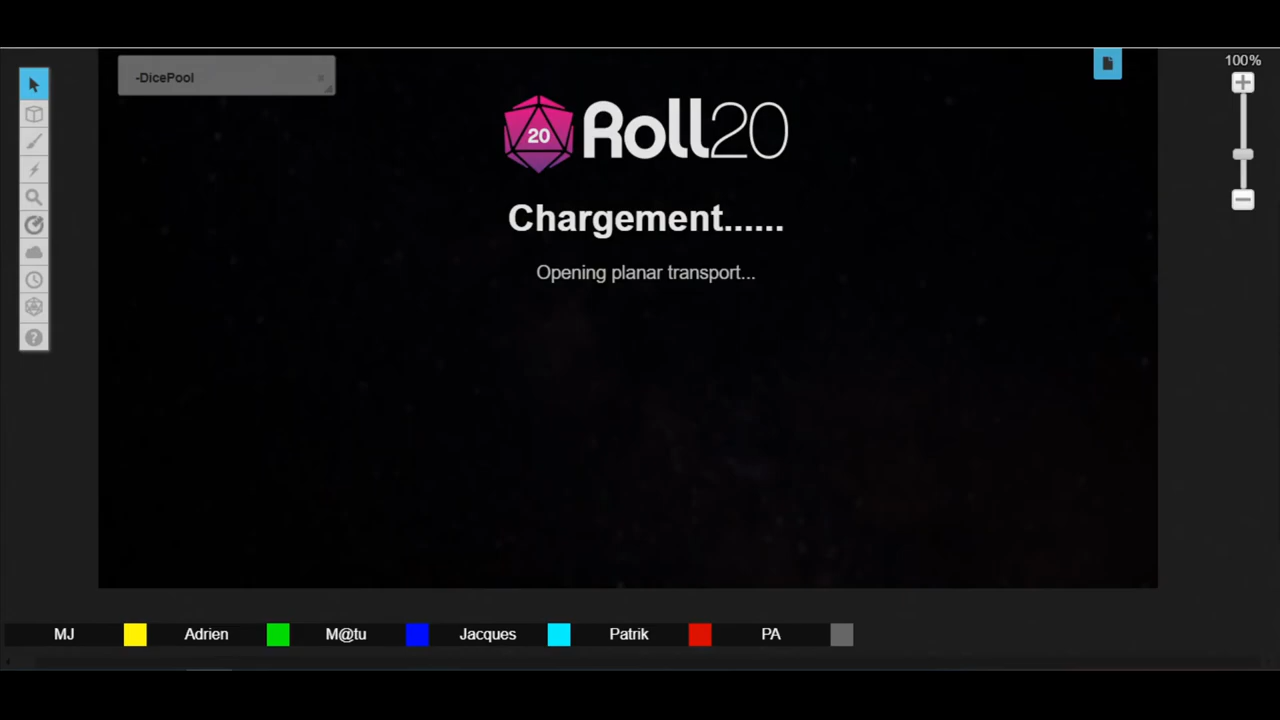 100%
-DicePool
20
Roll20
Chargement......
Opening planar transport...
MJ
Adrien
M@tu
Jacques
Patrik
PA